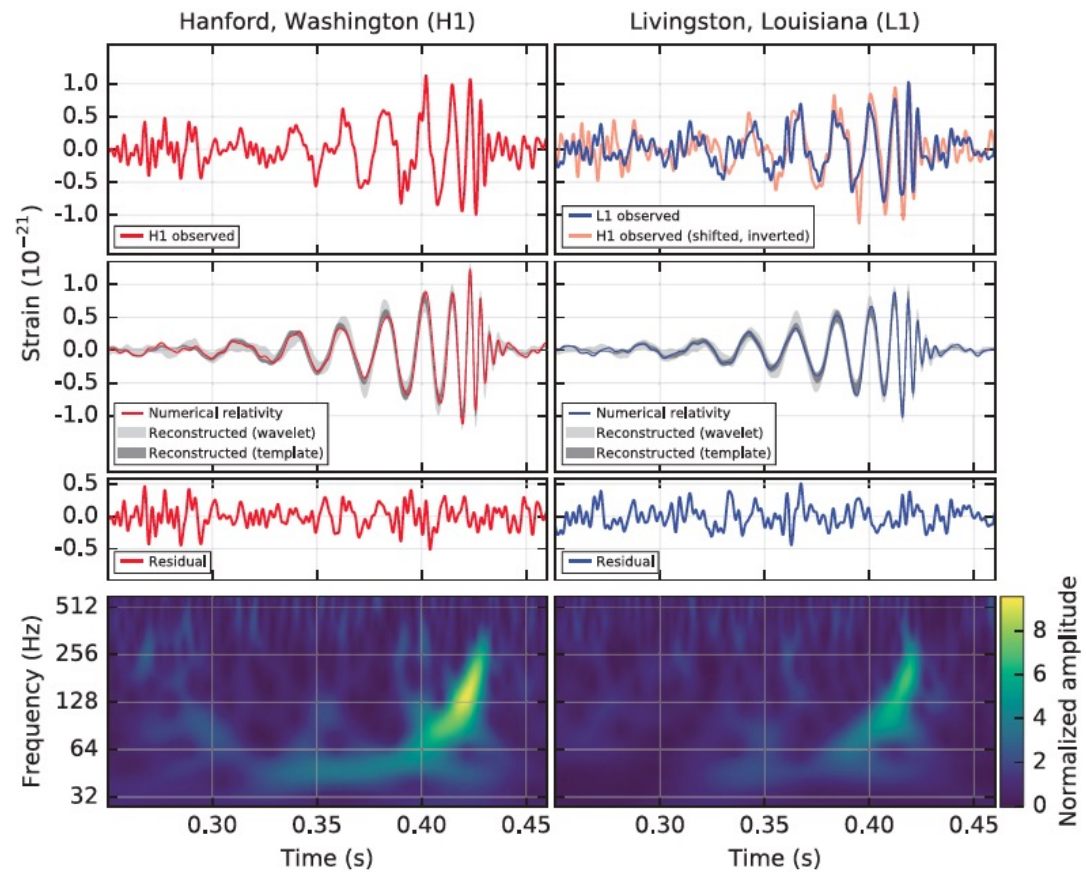 Hanford, Washington (H1)
Livingston, Louisiana (L1)
Strain (10⁻²¹)
1.0
0.5
0.0
-0.5
-1.0
H1 observed
L1 observed
H1 observed (shifted, inverted)
1.0
0.5
0.0
-0.5
-1.0
Numerical relativity
Reconstructed (wavelet)
Reconstructed (template)
Numerical relativity
Reconstructed (wavelet)
Reconstructed (template)
0.5
0.0
-0.5
Residual
Residual
Frequency (Hz)
512
256
128
64
32
0.30
0.35
0.40
0.45
Time (s)
0.30
0.35
0.40
0.45
Time (s)
8
6
4
2
0
Normalized amplitude